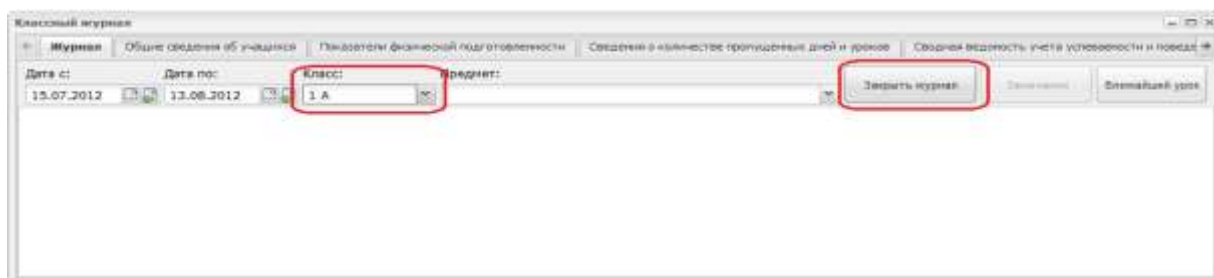 Классный журнал
Журнал Общие сведения об учащихся Показатели физической подготовленности Сведения о количестве пропущенных дней и уроков Сводная ведомость учета успеваемости и повед
Дата с: Дата по: Класс: Предмет:
15.07.2012 13.08.2012 1 А Закрыть журнал Ближайший урок